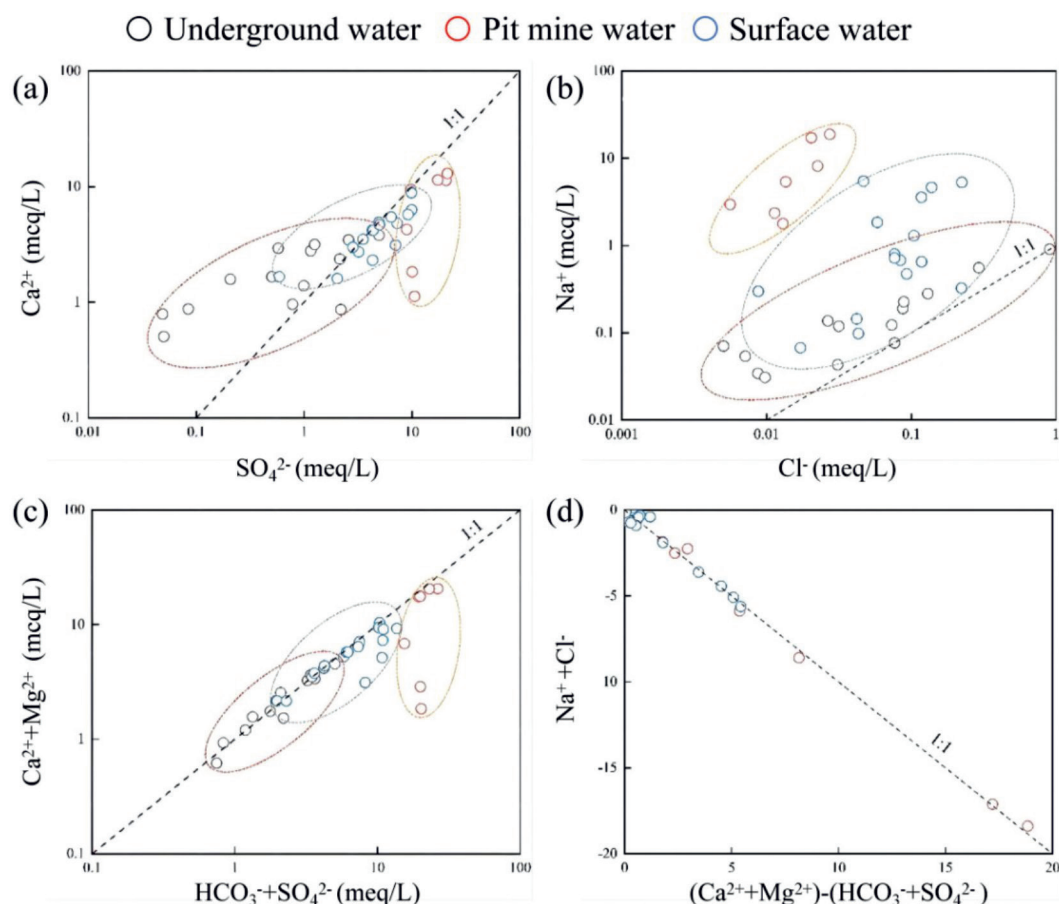 Underground water Pit mine water Surface water
(a)
100
10
1
0.1
0.01 0.1 1 10 100
1:1
Ca²⁺ (mcq/L)
SO₄²⁻ (meq/L)
(b)
100
10
1
0.1
0.01
0.001 0.01 0.1 1
1:1
Na⁺ (mcq/L)
Cl⁻ (meq/L)
(c)
100
10
1
0.1
0.1 1 10 100
1:1
Ca²⁺+Mg²⁺ (mcq/L)
HCO₃⁻+SO₄²⁻ (meq/L)
(d)
0
-5
-10
-15
-20
0 5 10 15 20
1:1
Na⁺+Cl⁻
(Ca²⁺+Mg²⁺)-(HCO₃⁻+SO₄²⁻)